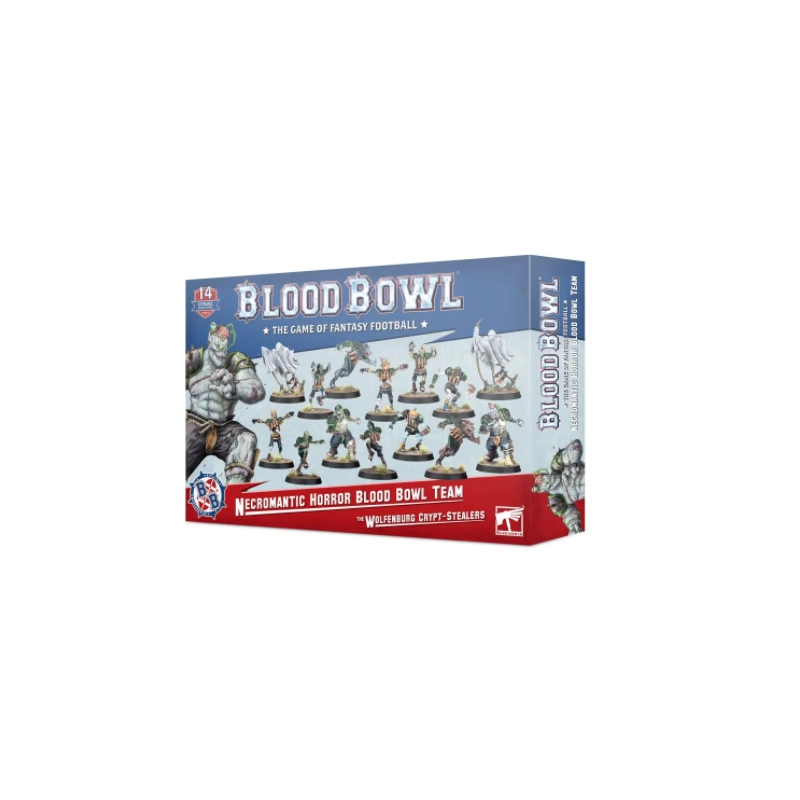 14
BLOOD BOWL
★ THE GAME OF FANTASY FOOTBALL ★
NECROMANTIC HORROR BLOOD BOWL TEAM
THE WOLFENBURG CRYPT-STEALERS
B B
BLOOD BOWL
★ THE GAME OF FANTASY FOOTBALL ★
NECROMANTIC HORROR BLOOD BOWL TEAM